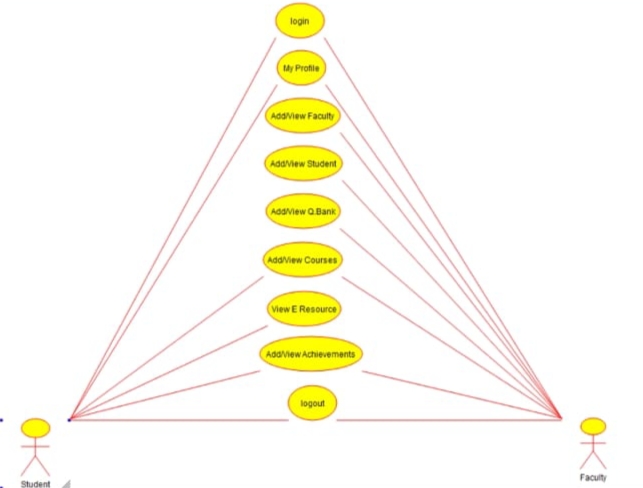 login
My Profile
Add/View Faculty
Add/View Student
Add/View Q.Bank
Add/View Courses
View E Resource
Add/View Achievements
logout
Student
Faculty